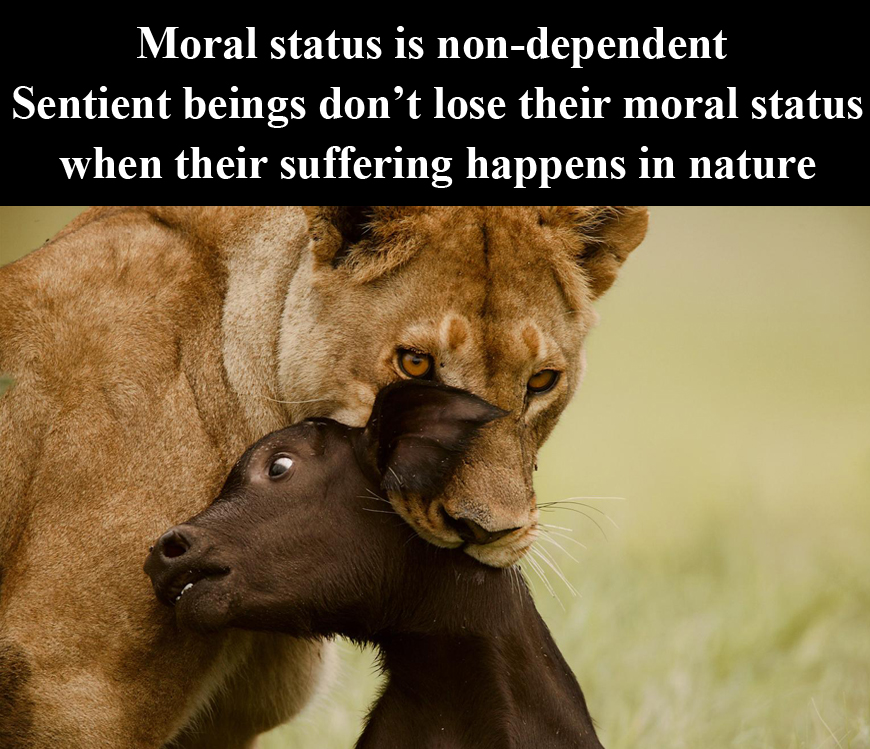 Moral status is non-dependent
Sentient beings don’t lose their moral status
when their suffering happens in nature